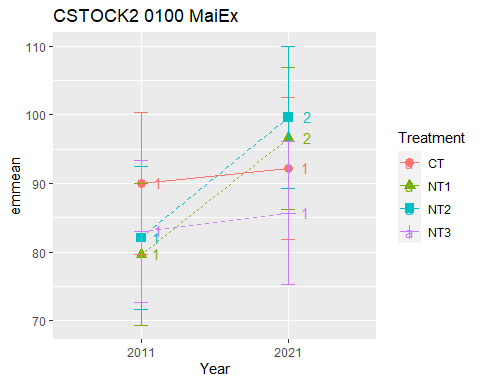 CSTOCK2 0100 MaiEx
110
100
90
80
70
emmean
1
1
1
1
2
2
1
1
2011
2021
Year
Treatment
a CT
a NT1
a NT2
a NT3